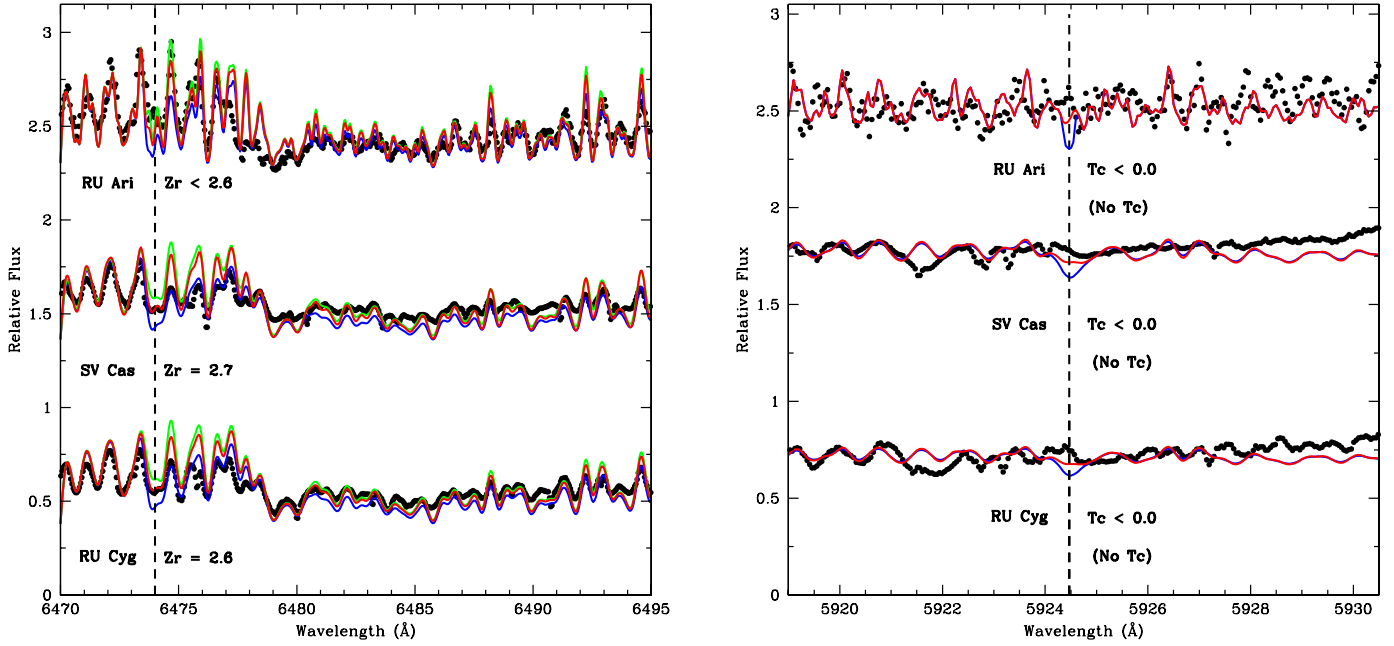 3
2.5
2
1.5
1
0.5
0
Relative Flux
RU Ari Zr < 2.6
SV Cas Zr = 2.7
RU Cyg Zr = 2.6
6470 6475 6480 6485 6490 6495
Wavelength (Å)
3
2.5
2
1.5
1
0.5
0
Relative Flux
RU Ari Tc < 0.0
(No Tc)
SV Cas Tc < 0.0
(No Tc)
RU Cyg Tc < 0.0
(No Tc)
5920 5922 5924 5926 5928 5930
Wavelength (Å)